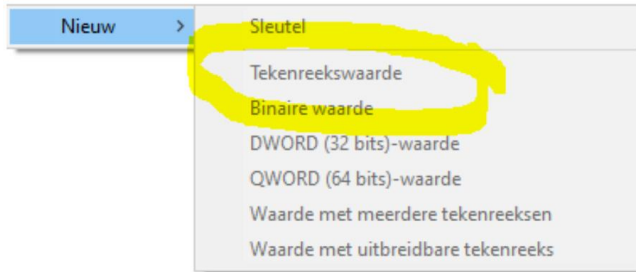 Nieuw >
Sleutel
Tekenreekswaarde
Binaire waarde
DWORD (32 bits)-waarde
QWORD (64 bits)-waarde
Waarde met meerdere tekenreeksen
Waarde met uitbreidbare tekenreeks